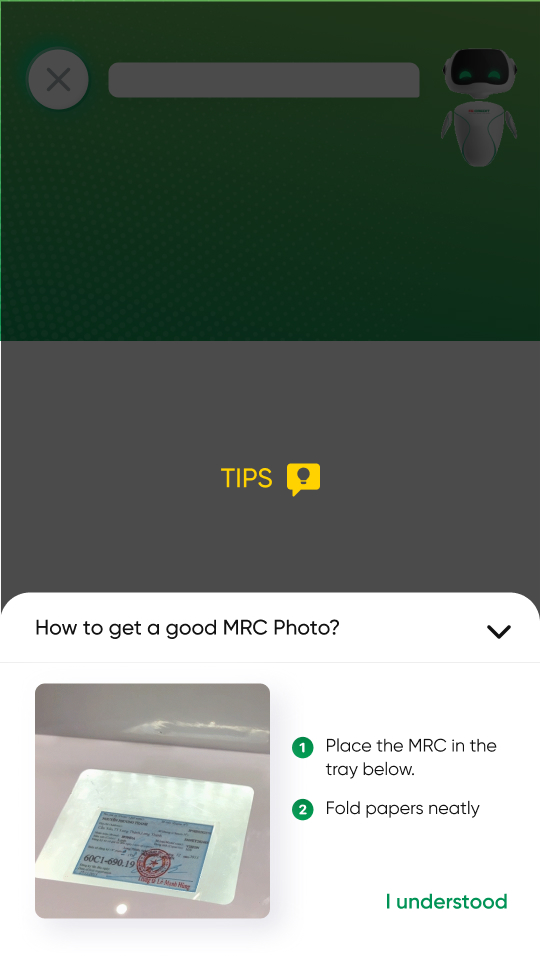 TIPS
How to get a good MRC Photo?
1 Place the MRC in the
tray below.
2 Fold papers neatly
60C1-690.19
I understood